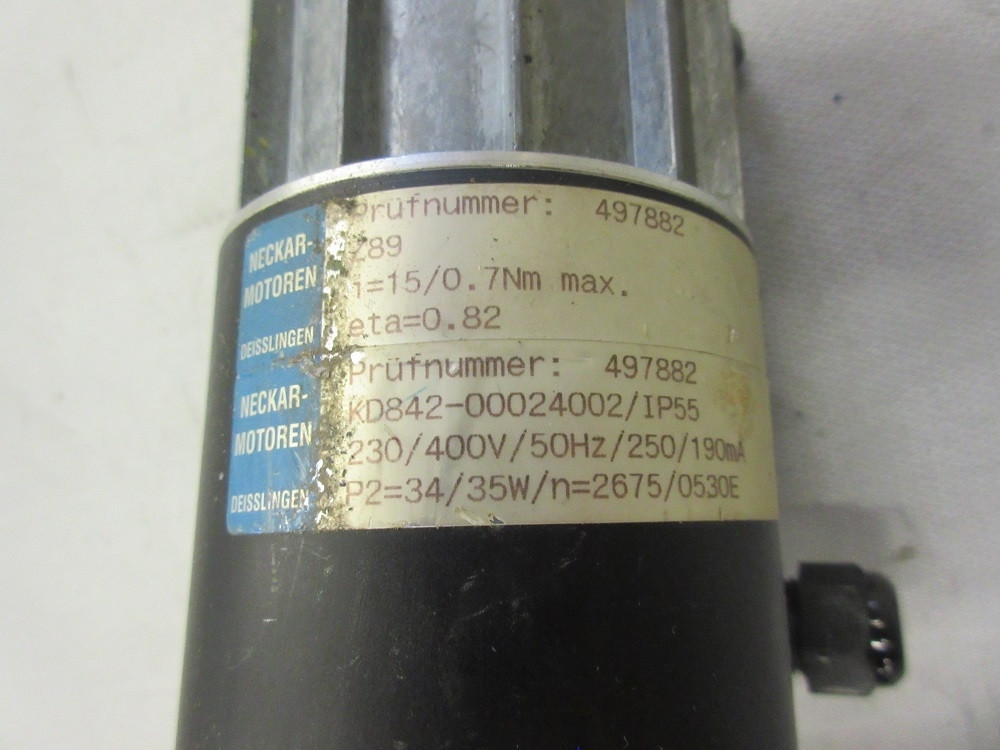 NECKAR-
MOTOREN
DEISSLINGEN
Prüfnummer: 497882
Z89
i=15/0.7Nm max.
eta=0.82
NECKAR-
MOTOREN
DEISSLINGEN
Prüfnummer: 497882
KD842-00024002/IP55
230/400V/50Hz/250/190mA
P2=34/35W/n=2675/0530E